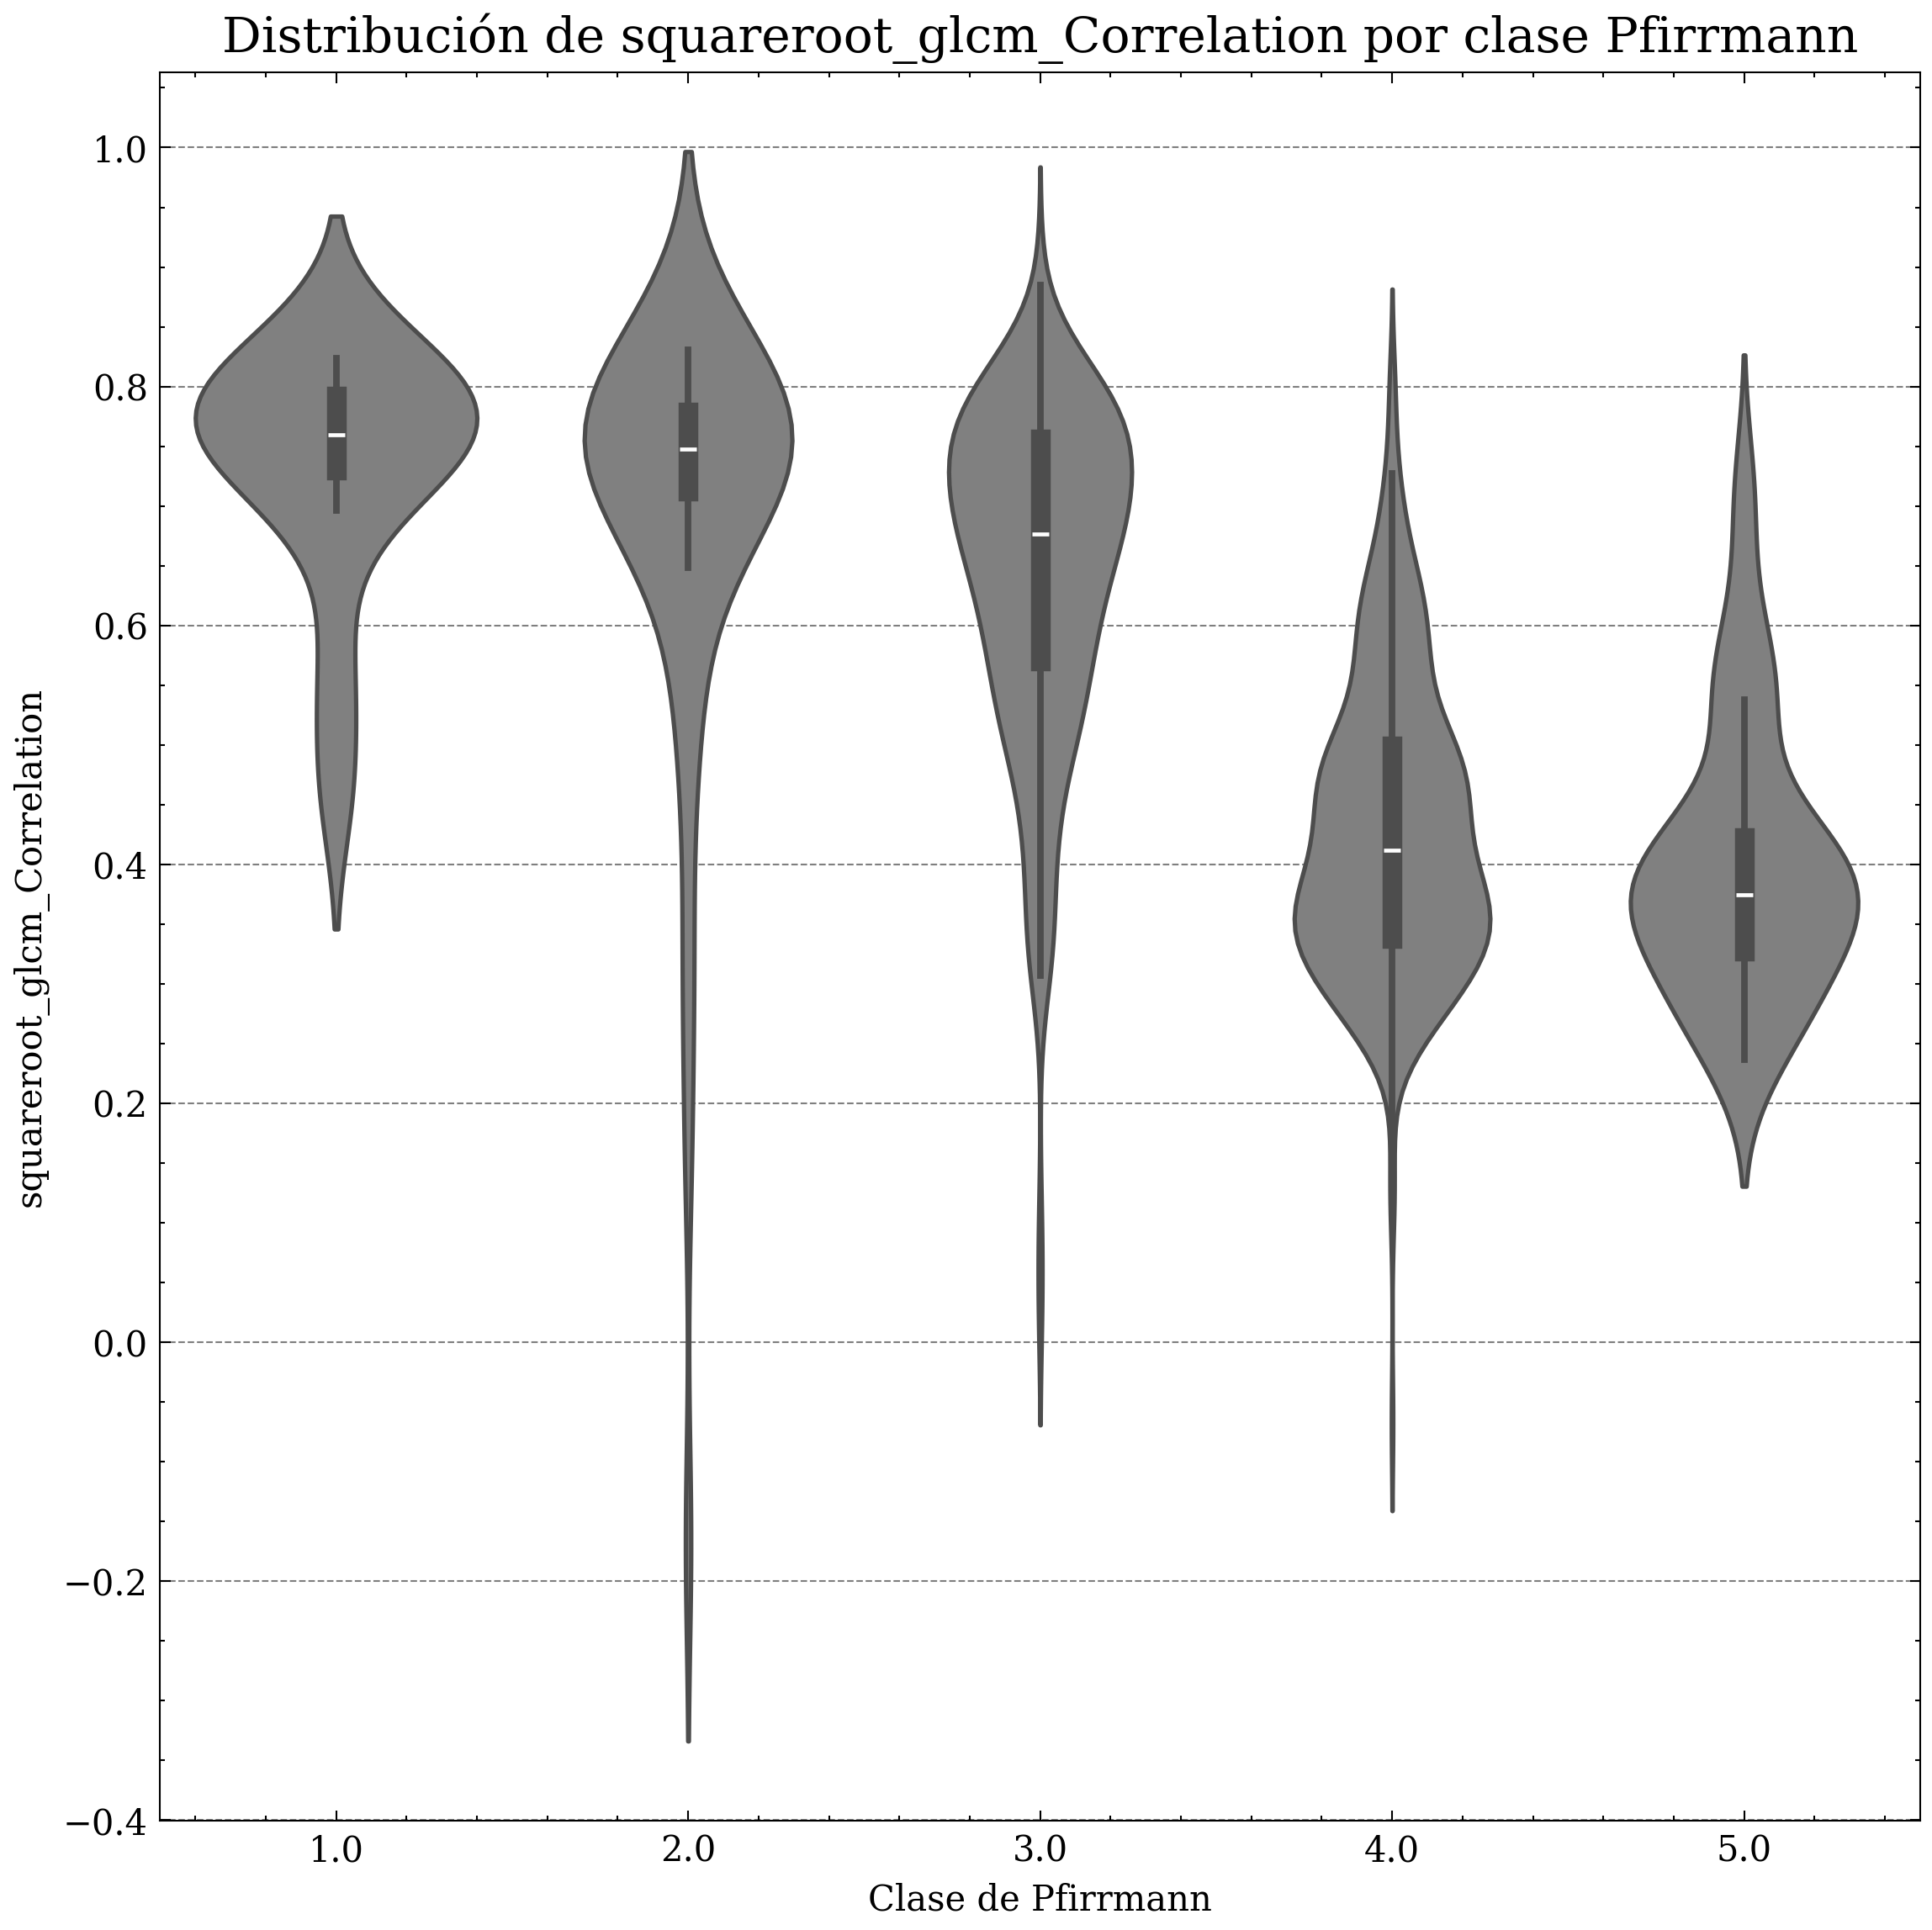 Distribución de squareroot_glcm_Correlation por clase Pfirrmann
squareroot_glcm_Correlation
1.0
0.8
0.6
0.4
0.2
0.0
−0.2
−0.4
1.0 2.0 3.0 4.0 5.0
Clase de Pfirrmann